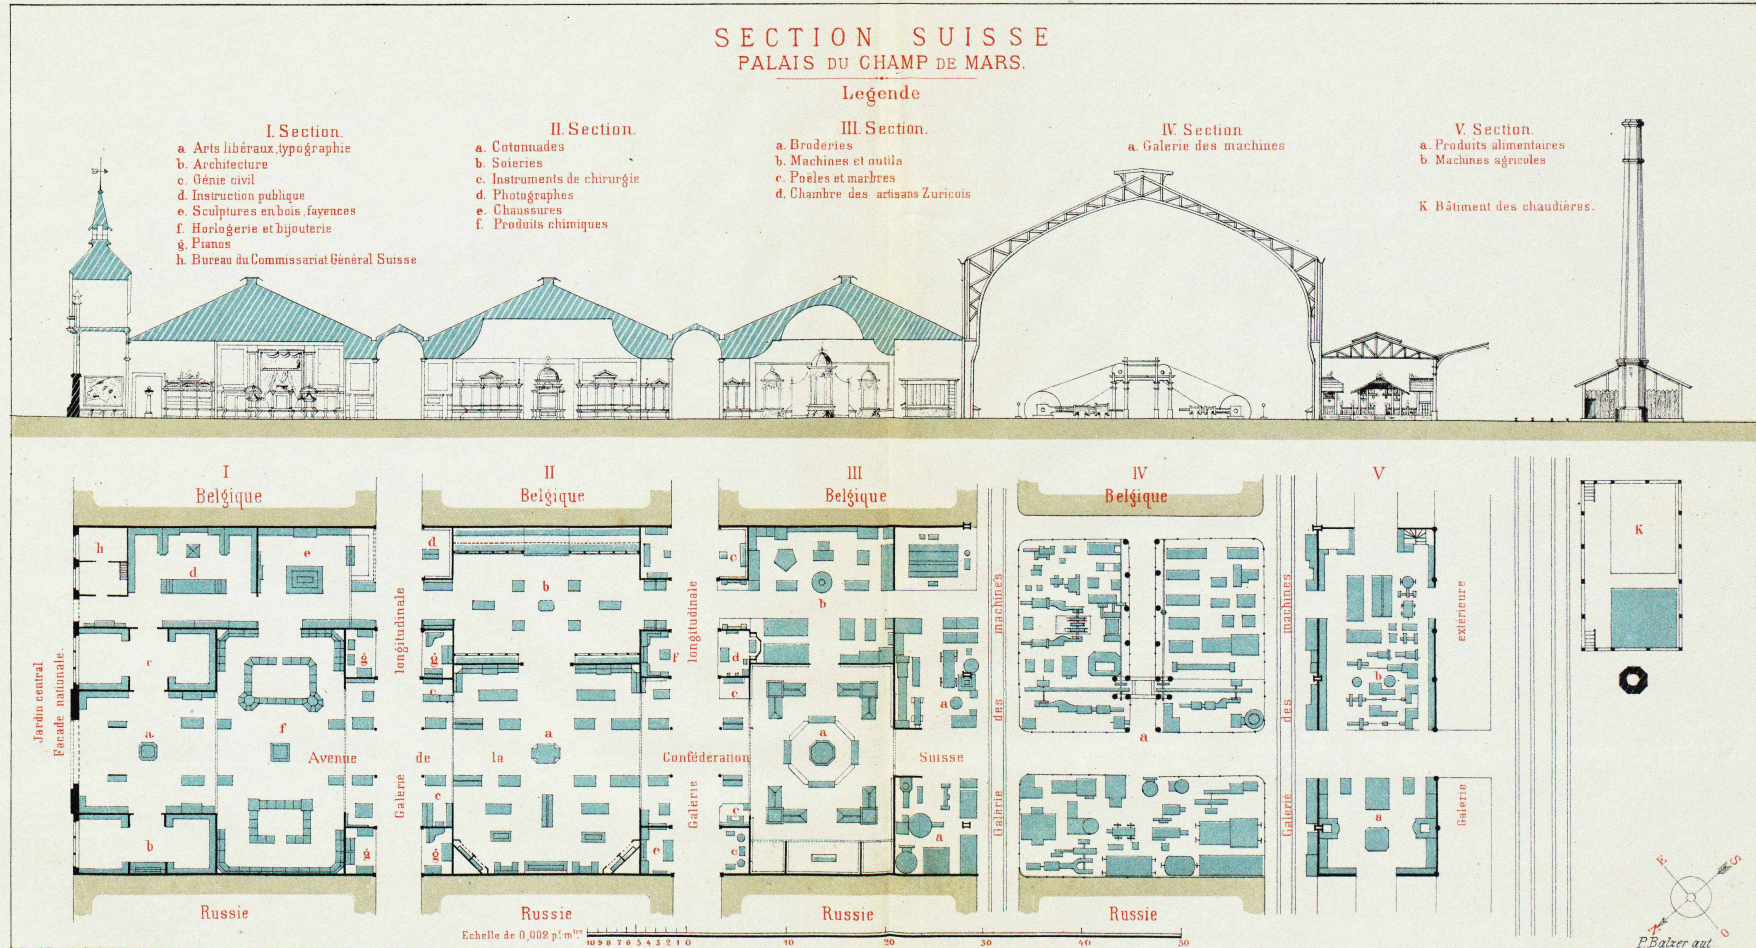 SECTION SUISSE
PALAIS DU CHAMP DE MARS.
Legende
I. Section.
a. Arts libéraux, typographie
b. Architecture
c. Génie civil
d. Instruction publique
e. Sculptures en bois, fayences
f. Horlogerie et bijouterie
g. Pianos
h. Bureau du Commissariat Général Suisse
II. Section.
a. Cotonnades
b. Soieries
c. Instruments de chirurgie
d. Photographes
e. Chaussures
f. Produits chimiques
III. Section.
a. Broderies
b. Machines et outils
c. Poëles et marbres
d. Chambre des artisans Zuricois
IV. Section
a. Galerie des machines
V. Section.
a. Produits alimentaires
b. Machines agricoles
K Bâtiment des chaudières.
I
II
III
IV
V
Belgique
Belgique
Belgique
Belgique
h
d
e
d
b
c
b
K
c
g
g
c
f
d
c
a
b
a
f
a
a
a
Jardin central
Facade nationale.
Avenue de la Confédération Suisse
Galerie longitudinale
Galerie longitudinale
Galerie des machines
Galerie des machines
Galerie extérieure
b
g
c
g
e
c
c
a
a
Russie
Russie
Russie
Russie
Echelle de 0,002 p.r m.tre
10 9 8 7 6 5 4 3 2 1 0 10 20 30 40 50
E
S
N
O
P. Balzer aut.